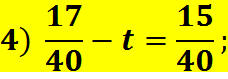 4) 17/40 − t = 15/40;